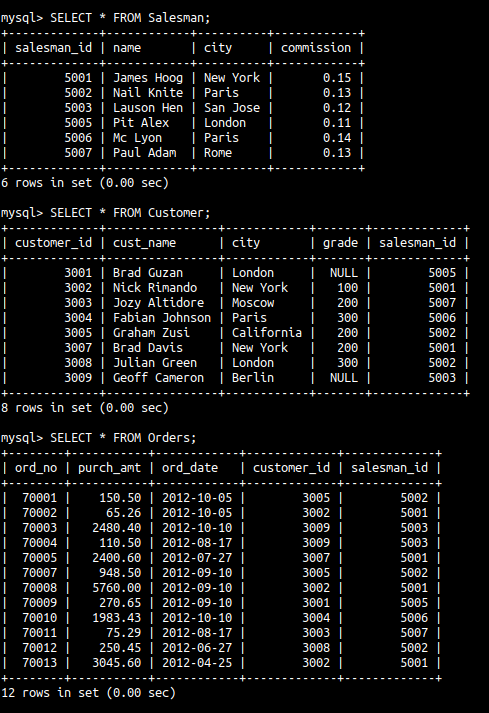 mysql> SELECT * FROM Salesman;
+-------------+------------+----------+------------+
| salesman_id | name       | city     | commission |
+-------------+------------+----------+------------+
|        5001 | James Hoog | New York |       0.15 |
|        5002 | Nail Knite | Paris    |       0.13 |
|        5003 | Lauson Hen | San Jose |       0.12 |
|        5005 | Pit Alex   | London   |       0.11 |
|        5006 | Mc Lyon    | Paris    |       0.14 |
|        5007 | Paul Adam  | Rome     |       0.13 |
+-------------+------------+----------+------------+
6 rows in set (0.00 sec)

mysql> SELECT * FROM Customer;
+-------------+----------------+------------+-------+-------------+
| customer_id | cust_name      | city       | grade | salesman_id |
+-------------+----------------+------------+-------+-------------+
|        3001 | Brad Guzan     | London     |  NULL |        5005 |
|        3002 | Nick Rimando   | New York   |   100 |        5001 |
|        3003 | Jozy Altidore  | Moscow     |   200 |        5007 |
|        3004 | Fabian Johnson | Paris      |   300 |        5006 |
|        3005 | Graham Zusi    | California |   200 |        5002 |
|        3007 | Brad Davis     | New York   |   200 |        5001 |
|        3008 | Julian Green   | London     |   300 |        5002 |
|        3009 | Geoff Cameron  | Berlin     |  NULL |        5003 |
+-------------+----------------+------------+-------+-------------+
8 rows in set (0.00 sec)

mysql> SELECT * FROM Orders;
+--------+-----------+------------+-------------+-------------+
| ord_no | purch_amt | ord_date   | customer_id | salesman_id |
+--------+-----------+------------+-------------+-------------+
|  70001 |    150.50 | 2012-10-05 |        3005 |        5002 |
|  70002 |     65.26 | 2012-10-05 |        3002 |        5001 |
|  70003 |   2480.40 | 2012-10-10 |        3009 |        5003 |
|  70004 |    110.50 | 2012-08-17 |        3009 |        5003 |
|  70005 |   2400.60 | 2012-07-27 |        3007 |        5001 |
|  70007 |    948.50 | 2012-09-10 |        3005 |        5002 |
|  70008 |   5760.00 | 2012-09-10 |        3002 |        5001 |
|  70009 |    270.65 | 2012-09-10 |        3001 |        5005 |
|  70010 |   1983.43 | 2012-10-10 |        3004 |        5006 |
|  70011 |     75.29 | 2012-08-17 |        3003 |        5007 |
|  70012 |    250.45 | 2012-06-27 |        3008 |        5002 |
|  70013 |   3045.60 | 2012-04-25 |        3002 |        5001 |
+--------+-----------+------------+-------------+-------------+
12 rows in set (0.00 sec)